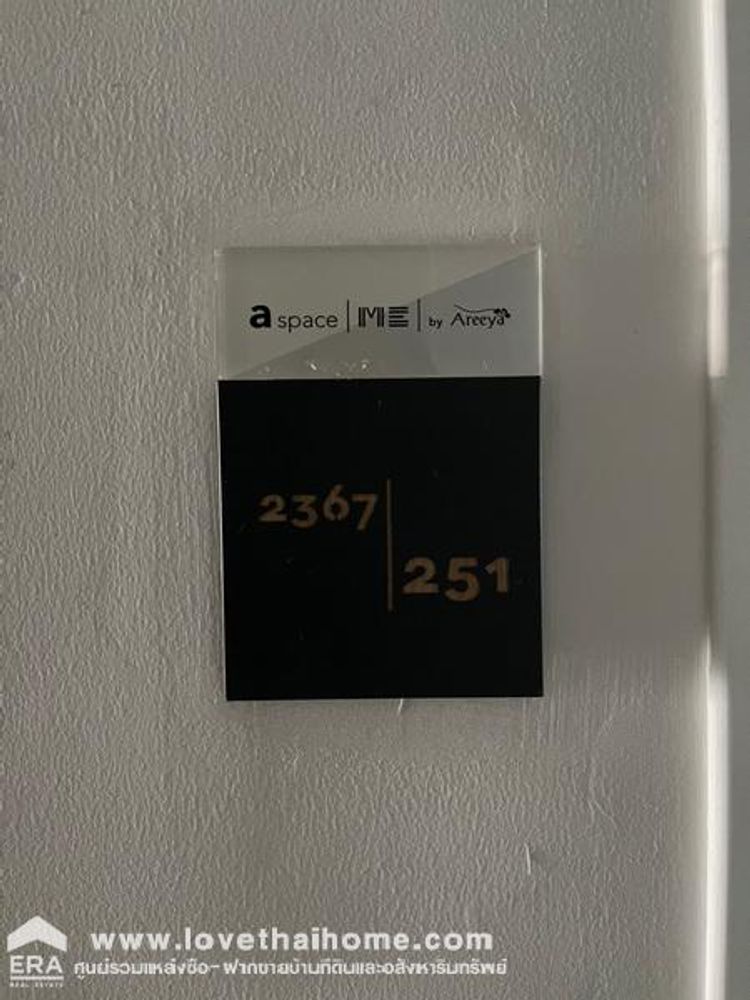 a space | ME | by Areeya
2367
251
www.lovethaihome.com
ERA
REAL ESTATE
ศูนย์รวมแหล่งซื้อ-ฝากขายบ้านที่ดินและอสังหาริมทรัพย์